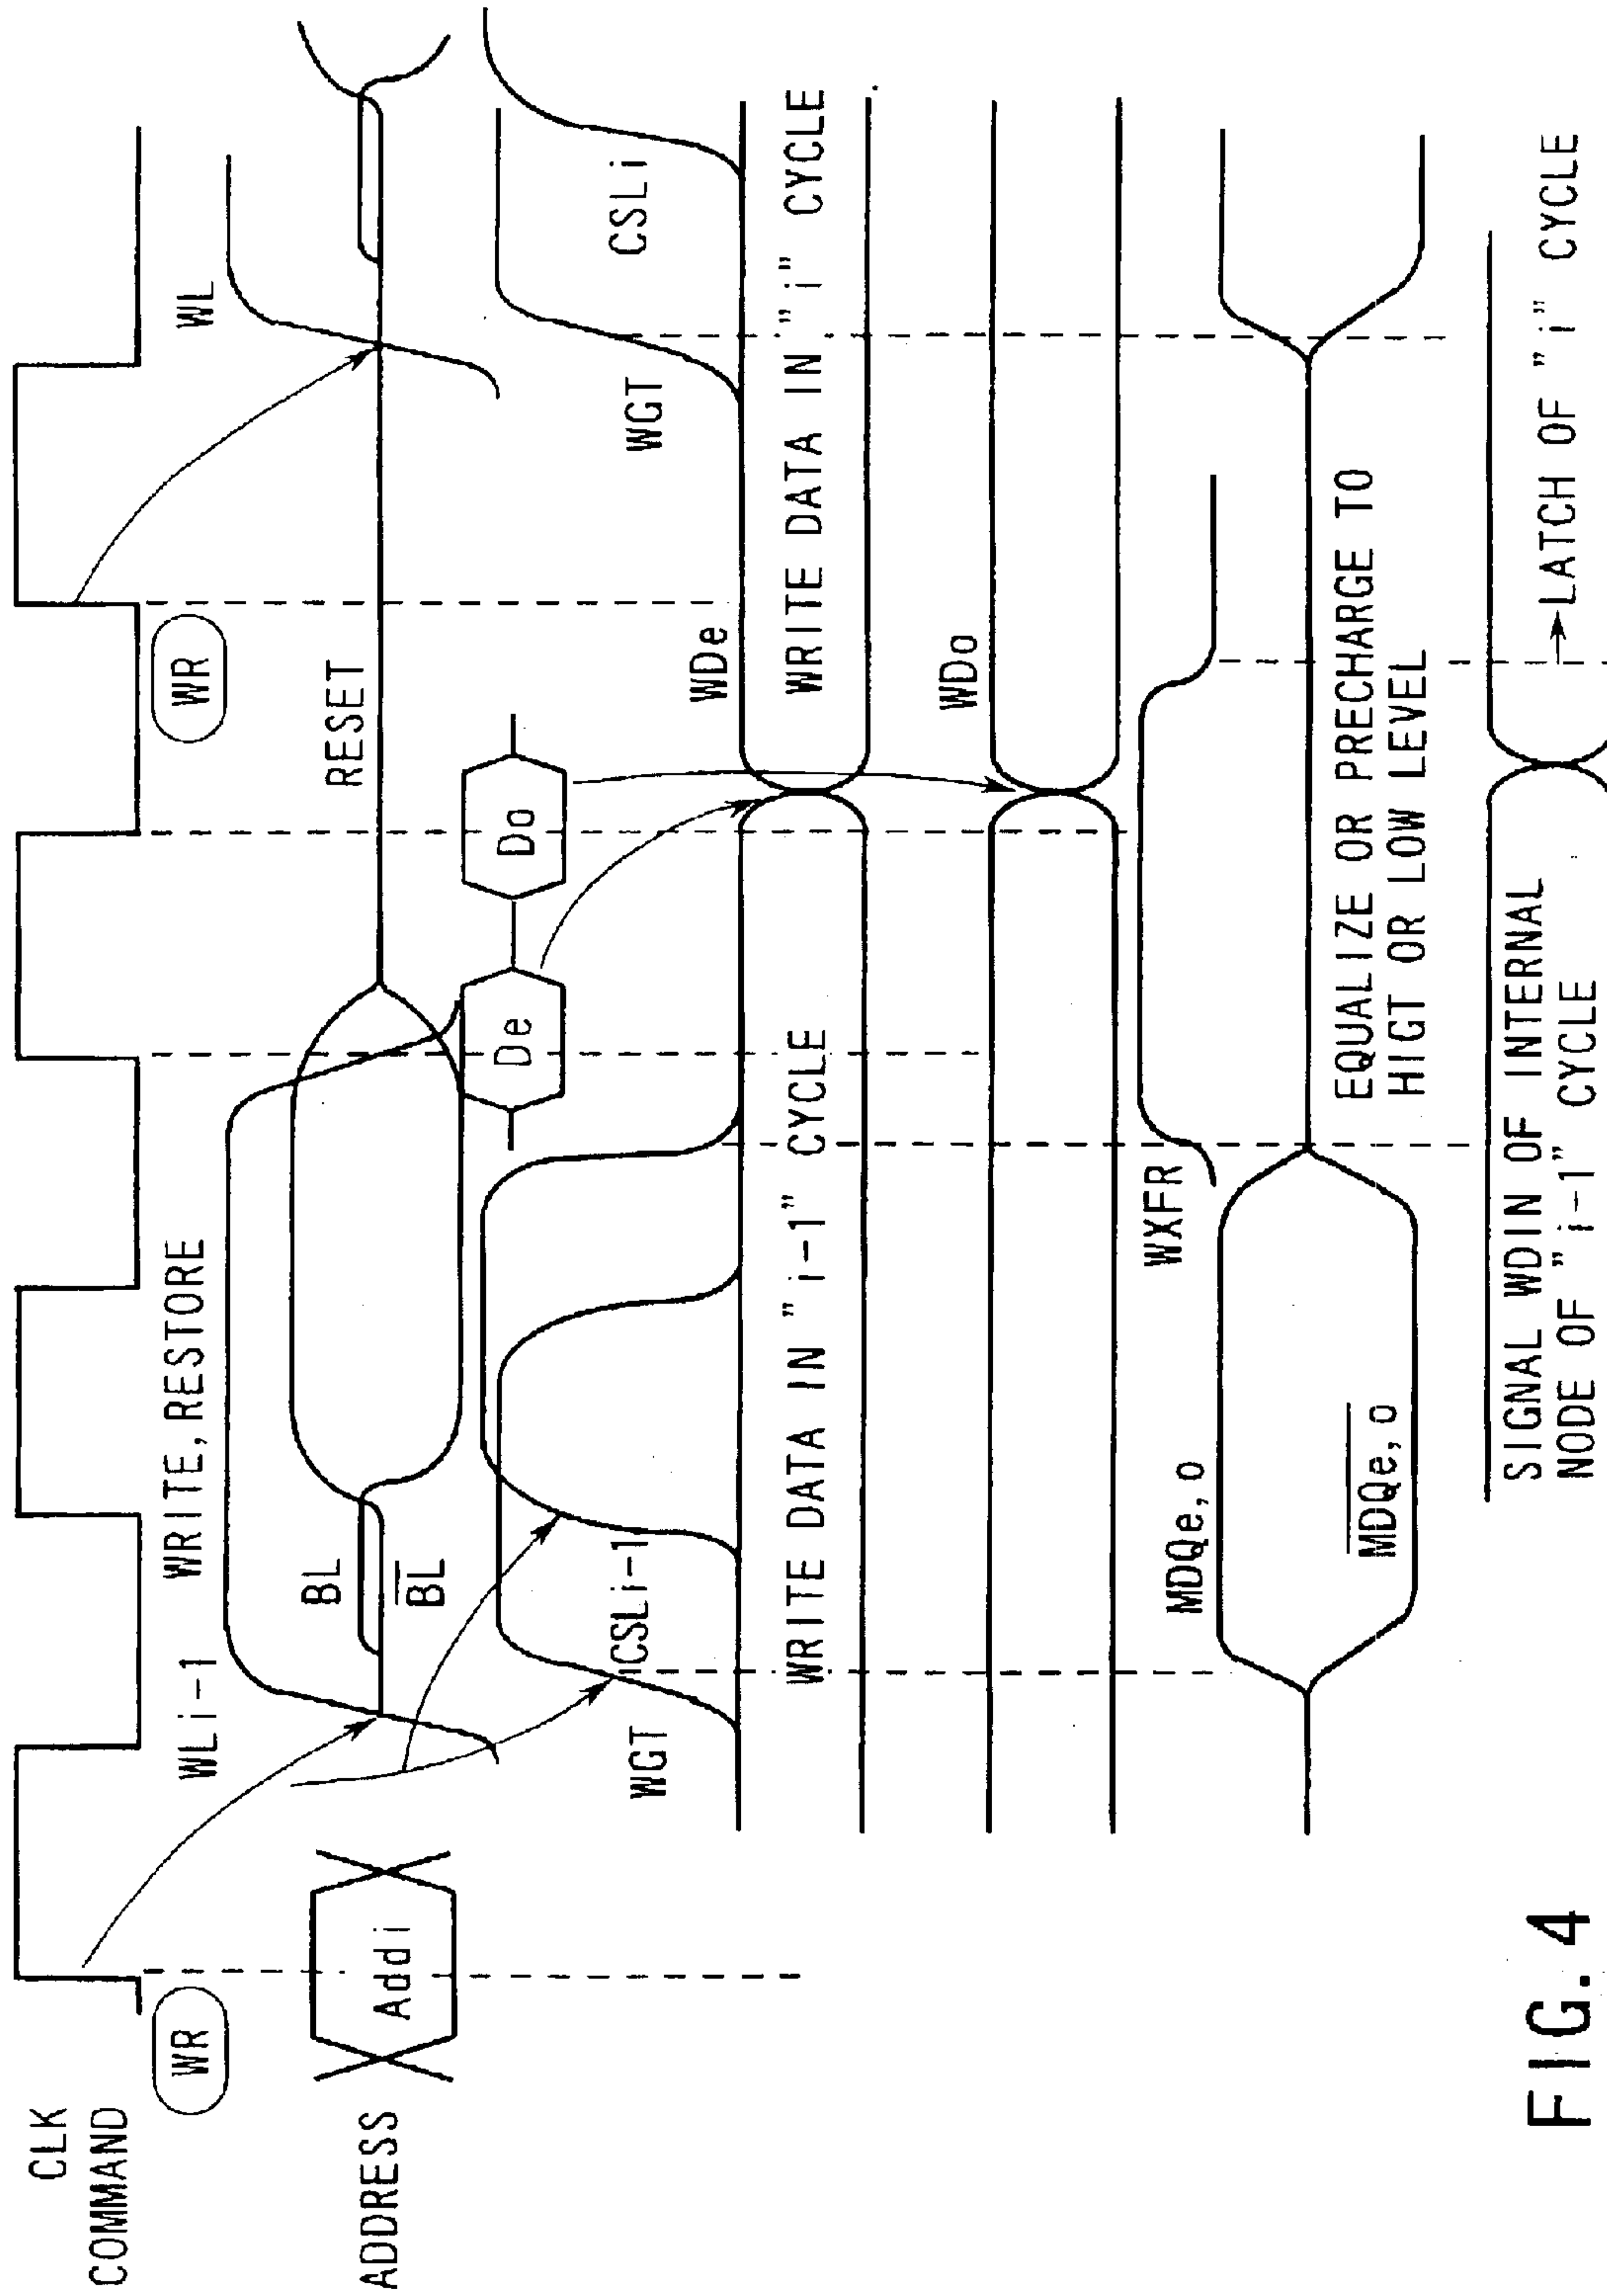 CLK
COMMAND
WR
WR
ADDRESS
Addi
WLi-1
WRITE, RESTORE
WL
BL
BL
RESET
De
Do
WGT
CSLi-1
WGT
CSLi
WDe
WRITE DATA IN "i-1" CYCLE
WRITE DATA IN "i" CYCLE
WDo
WXFR
MDQe, o
MDQe, o
EQUALIZE OR PRECHARGE TO
HIGT OR LOW LEVEL
SIGNAL WDIN OF INTERNAL
NODE OF "i-1" CYCLE
LATCH OF "i" CYCLE
FIG. 4